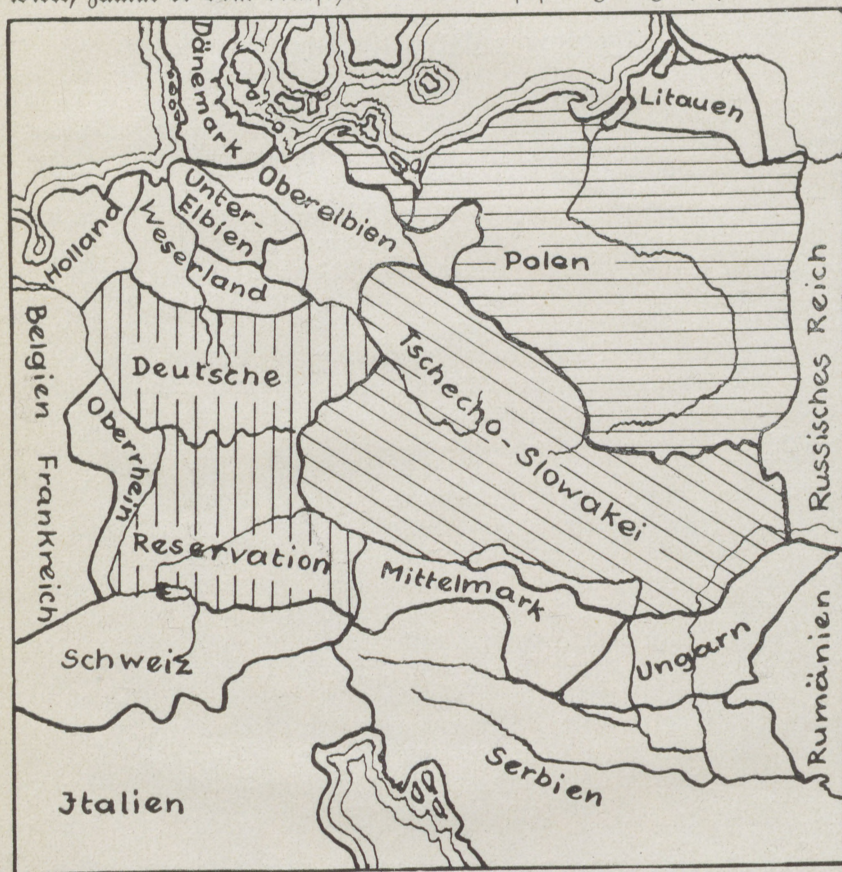 Dänemark
Litauen
Unter-
Elbien
Oberelbien
Holland
Weserland
Polen
Russisches Reich
Belgien
Deutsche
Tschecho-Slowakei
Oberrhein
Frankreich
Reservation
Mittelmark
Schweiz
Ungarn
Rumänien
Serbien
Italien